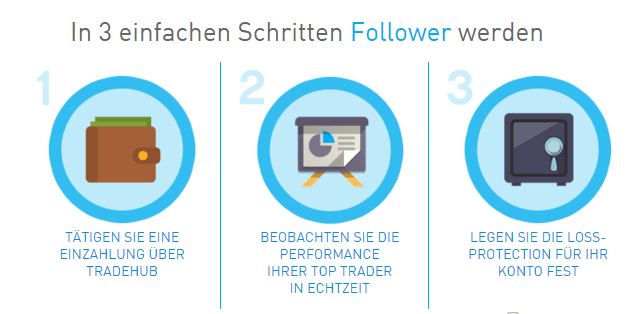 In 3 einfachen Schritten Follower werden
1
TÄTIGEN SIE EINE
EINZAHLUNG ÜBER
TRADEHUB
2
BEOBACHTEN SIE DIE
PERFORMANCE
IHRER TOP TRADER
IN ECHTZEIT
3
LEGEN SIE DIE LOSS-
PROTECTION FÜR IHR
KONTO FEST